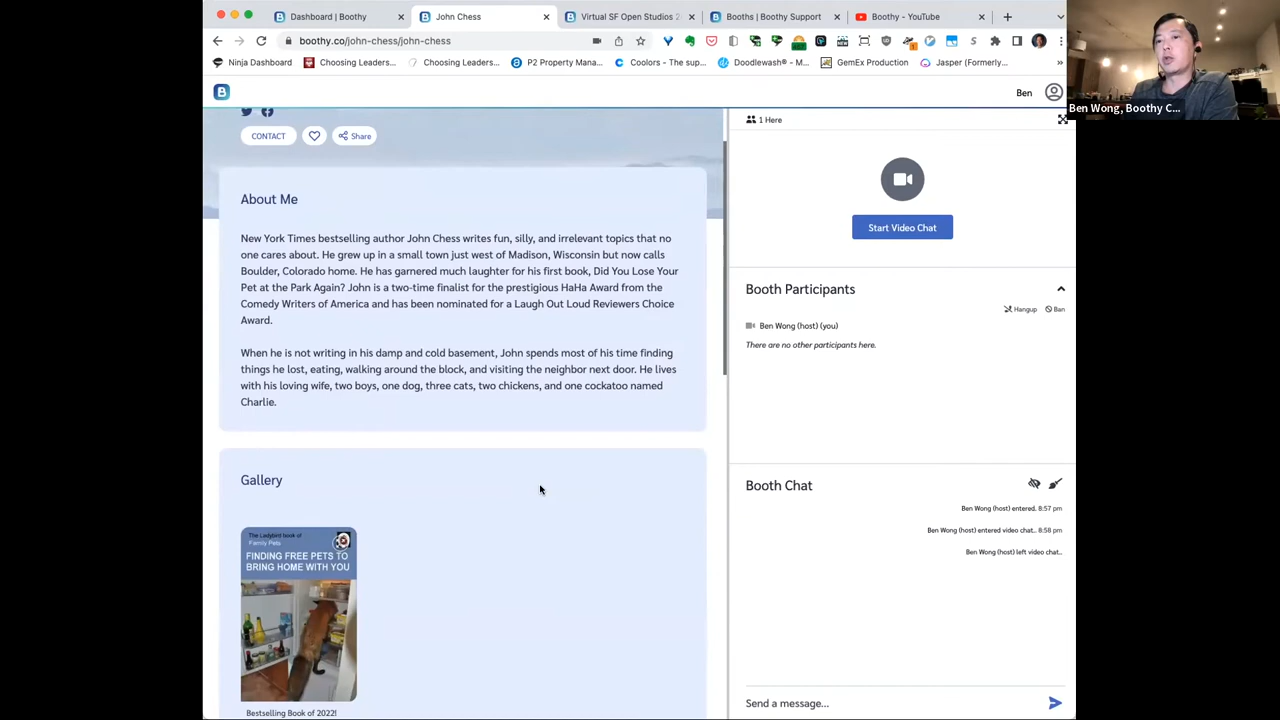 Dashboard | Boothy
John Chess
Virtual SF Open Studios 2
Booths | Boothy Support
Boothy - YouTube
boothy.co/john-chess/john-chess
Ninja Dashboard
Choosing Leaders...
Choosing Leaders...
P2 Property Mana...
Coolors - The sup...
Doodlewash® - M...
GemEx Production
Jasper (Formerly...
Ben
Ben Wong, Boothy C...
CONTACT
Share
About Me
New York Times bestselling author John Chess writes fun, silly, and irrelevant topics that no
one cares about. He grew up in a small town just west of Madison, Wisconsin but now calls
Boulder, Colorado home. He has garnered much laughter for his first book, Did You Lose Your
Pet at the Park Again? John is a two-time finalist for the prestigious HaHa Award from the
Comedy Writers of America and has been nominated for a Laugh Out Loud Reviewers Choice
Award.
When he is not writing in his damp and cold basement, John spends most of his time finding
things he lost, eating, walking around the block, and visiting the neighbor next door. He lives
with his loving wife, two boys, one dog, three cats, two chickens, and one cockatoo named
Charlie.
Gallery
The Ladybird book of
Family Pets
FINDING FREE PETS TO
BRING HOME WITH YOU
Bestselling Book of 2022!
1 Here
Start Video Chat
Booth Participants
Hangup
Ban
Ben Wong (host) (you)
There are no other participants here.
Booth Chat
Ben Wong (host) entered. 8:57 pm
Ben Wong (host) entered video chat.. 8:58 pm
Ben Wong (host) left video chat..
Send a message...